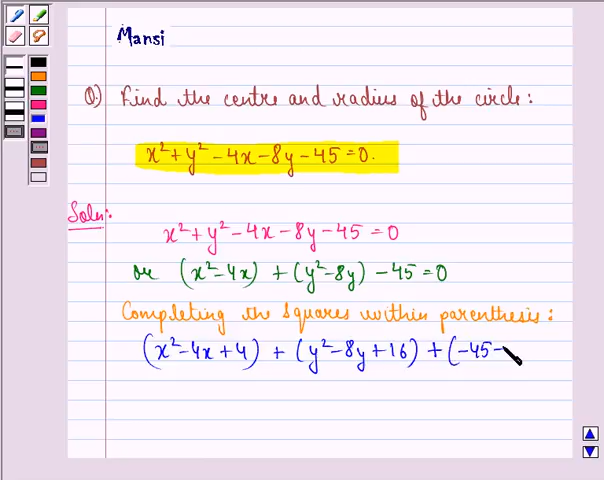 Mansi
Q.) Find the centre and radius of the circle:
x² + y² - 4x - 8y - 45 = 0.
Soln:
x² + y² - 4x - 8y - 45 = 0
or (x² - 4x) + (y² - 8y) - 45 = 0
Completing the squares within parenthesis:
(x² - 4x + 4) + (y² - 8y + 16) + (-45 -